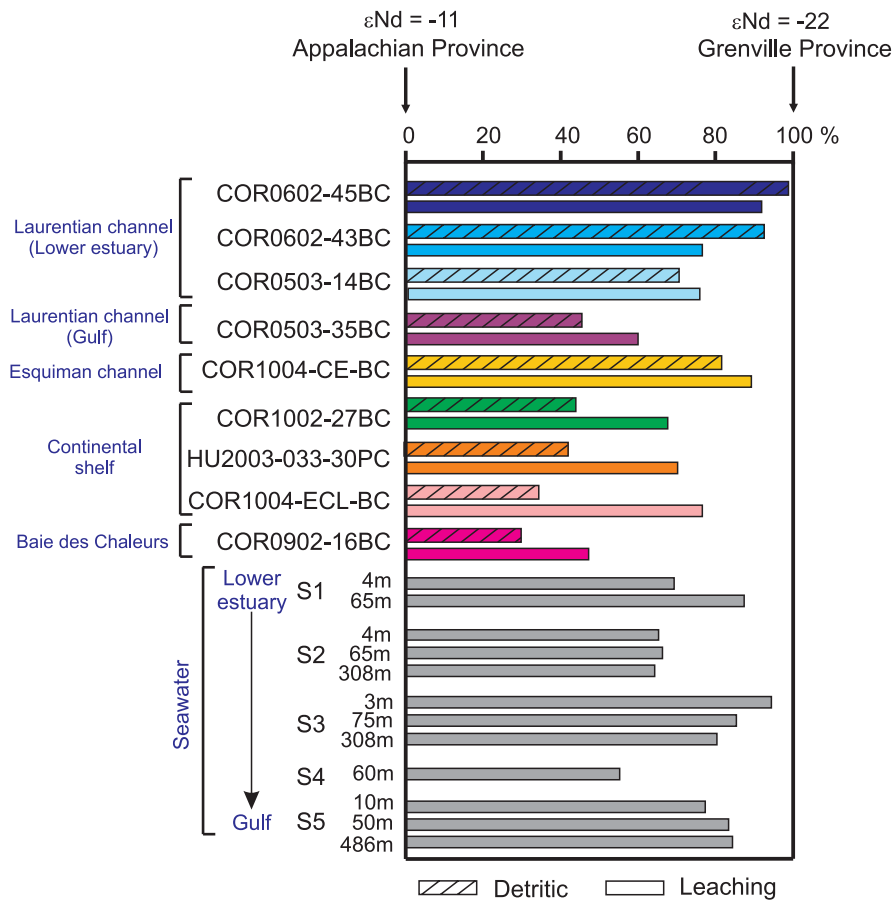 εNd = -11
Appalachian Province
εNd = -22
Grenville Province
0 20 40 60 80 100 %
Laurentian channel
(Lower estuary)
COR0602-45BC
COR0602-43BC
COR0503-14BC
Laurentian channel
(Gulf)
COR0503-35BC
Esquiman channel
COR1004-CE-BC
Continental
shelf
COR1002-27BC
HU2003-033-30PC
COR1004-ECL-BC
Baie des Chaleurs
COR0902-16BC
Seawater
Lower
estuary
Gulf
S1
4m
65m
S2
4m
65m
308m
S3
3m
75m
308m
S4
60m
S5
10m
50m
486m
Detritic
Leaching